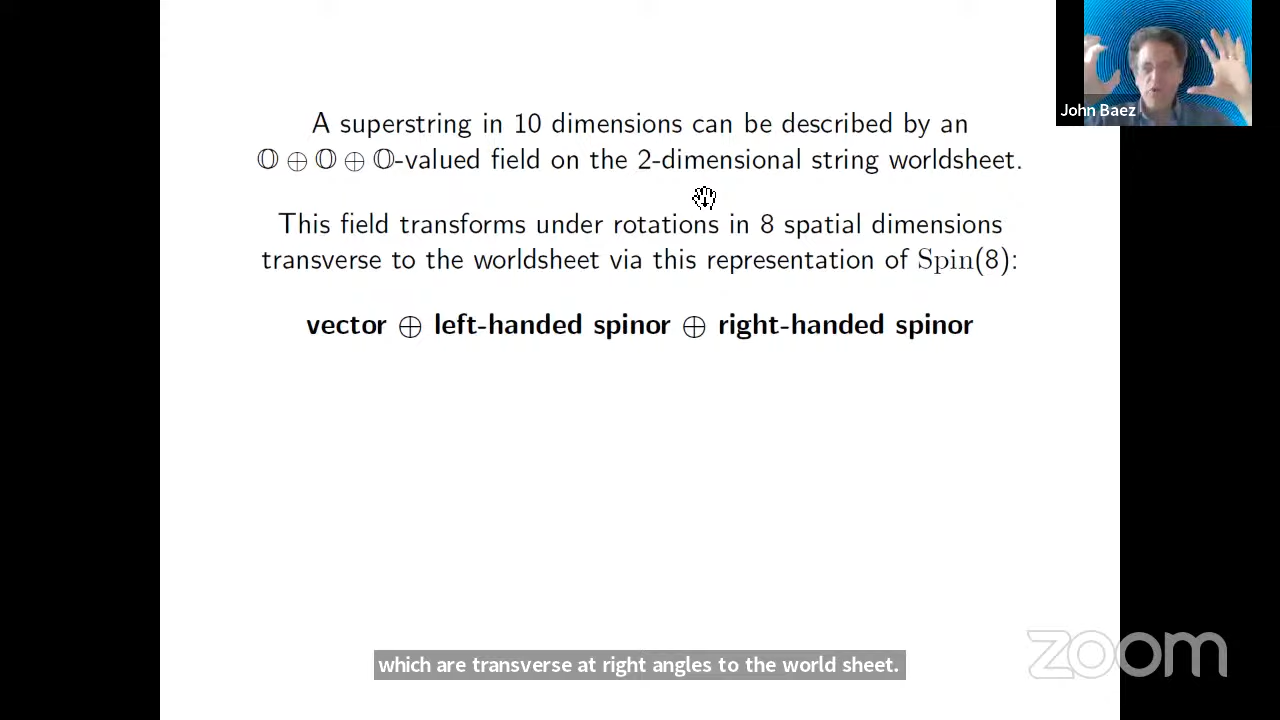 John Baez
A superstring in 10 dimensions can be described by an
𝕆 ⊕ 𝕆 ⊕ 𝕆-valued field on the 2-dimensional string worldsheet.
This field transforms under rotations in 8 spatial dimensions
transverse to the worldsheet via this representation of Spin(8):
vector ⊕ left-handed spinor ⊕ right-handed spinor
which are transverse at right angles to the world sheet.
zoom